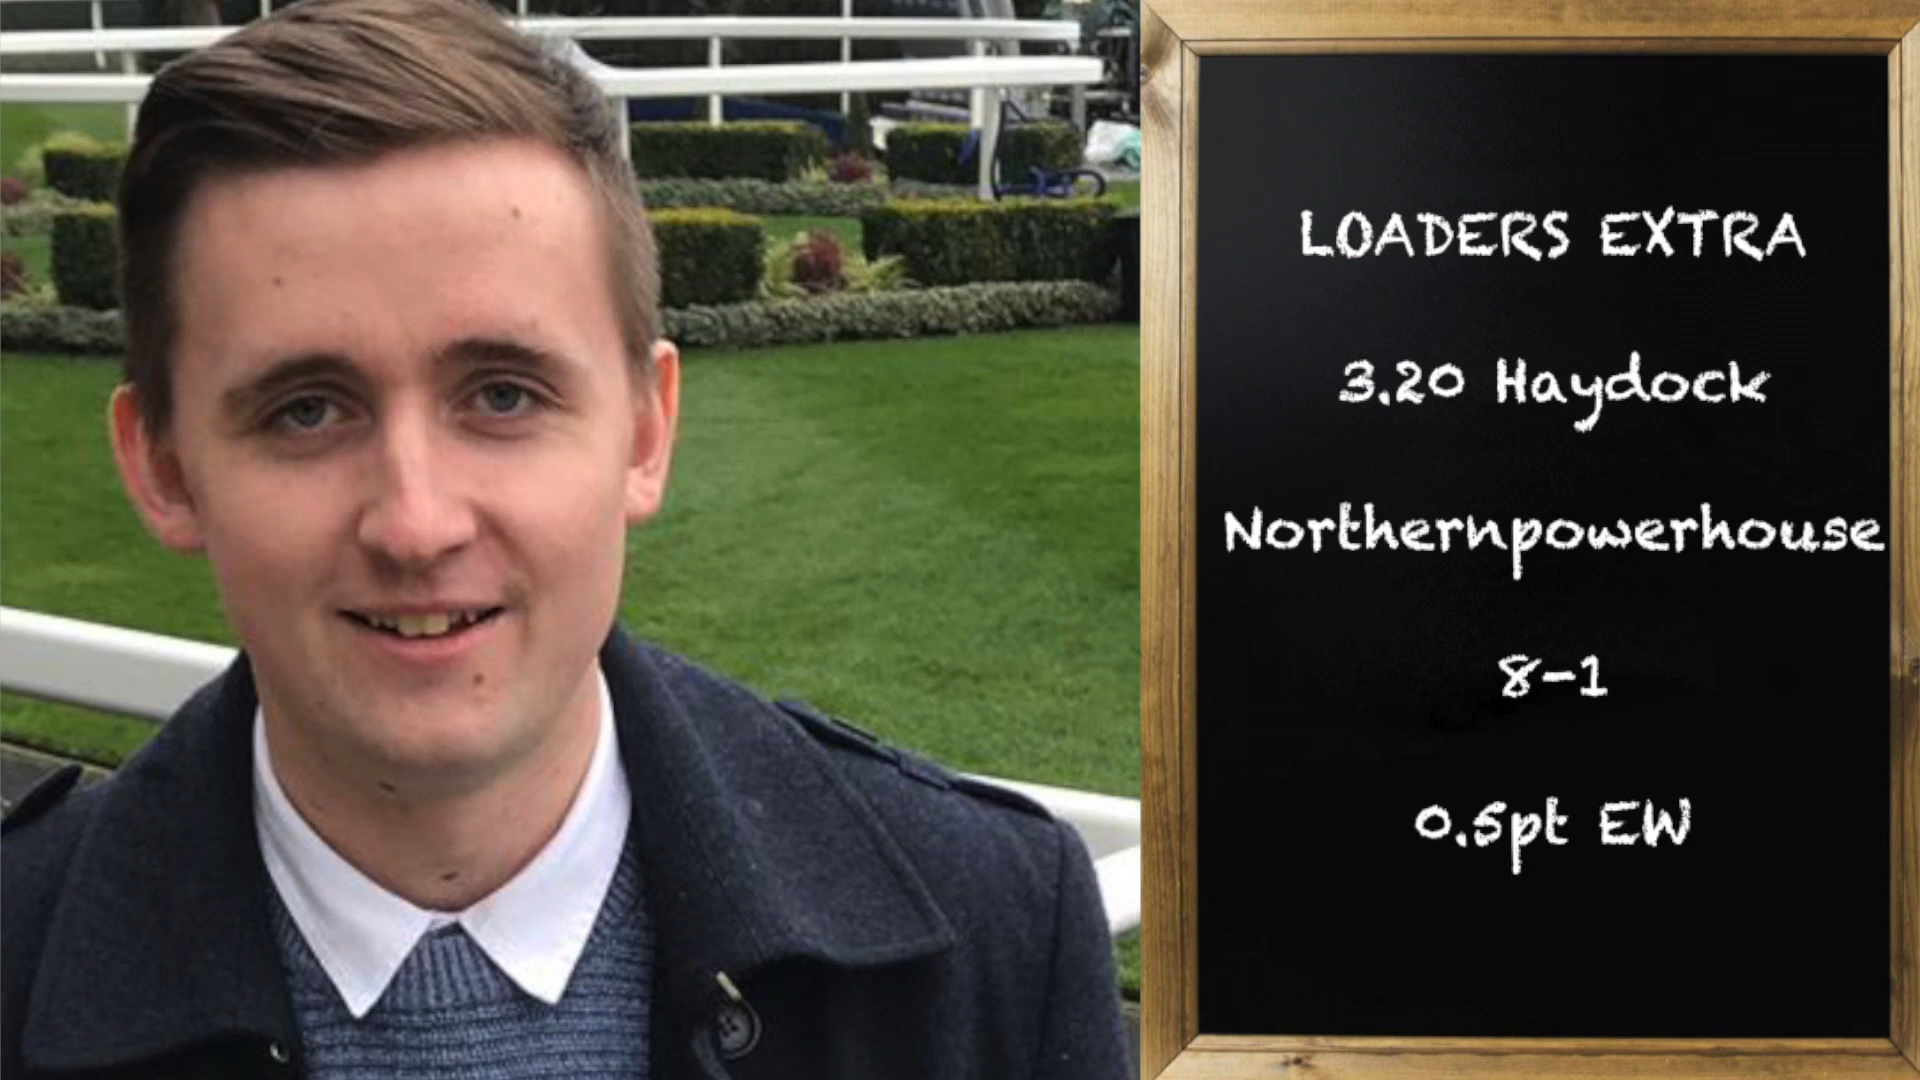 LOADERS EXTRA
3.20 Haydock
Northernpowerhouse
8-1
0.5pt EW